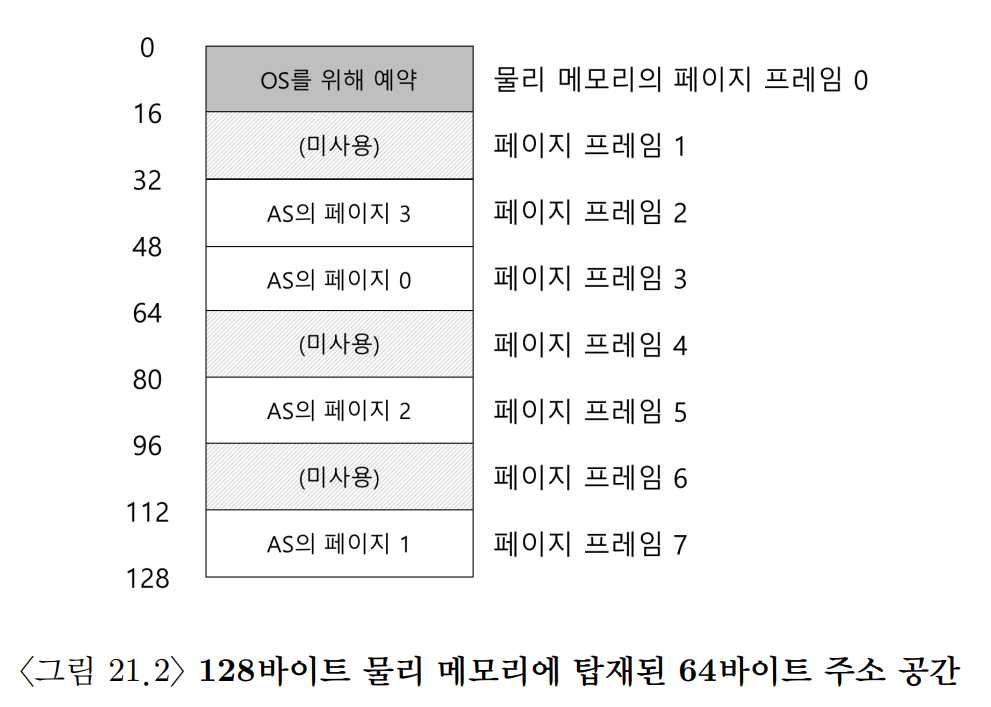 0
OS를 위해 예약 물리 메모리의 페이지 프레임 0
16
(미사용) 페이지 프레임 1
32
AS의 페이지 3 페이지 프레임 2
48
AS의 페이지 0 페이지 프레임 3
64
(미사용) 페이지 프레임 4
80
AS의 페이지 2 페이지 프레임 5
96
(미사용) 페이지 프레임 6
112
AS의 페이지 1 페이지 프레임 7
128
〈그림 21.2〉 128바이트 물리 메모리에 탑재된 64바이트 주소 공간